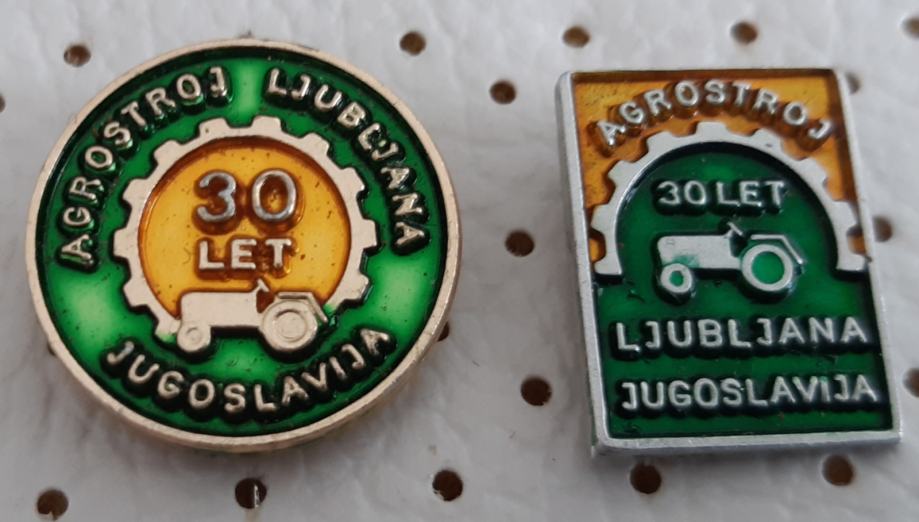 AGROSTROJ LJUBLJANA
30
LET
JUGOSLAVIJA
AGROSTROJ
30 LET
LJUBLJANA
JUGOSLAVIJA